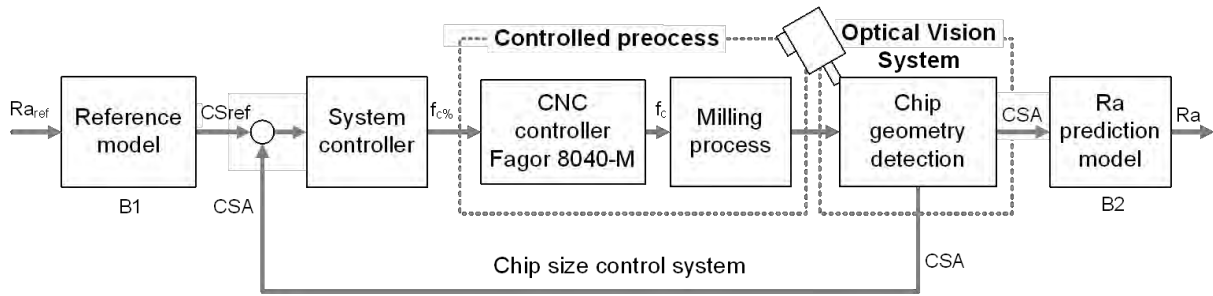 Controlled preocess
Optical Vision
System
Ra_ref
Reference
model
B1
CSref
CSA
System
controller
f_c%
CNC
controller
Fagor 8040-M
f_c
Milling
process
Chip
geometry
detection
CSA
Ra
prediction
model
B2
Ra
CSA
Chip size control system